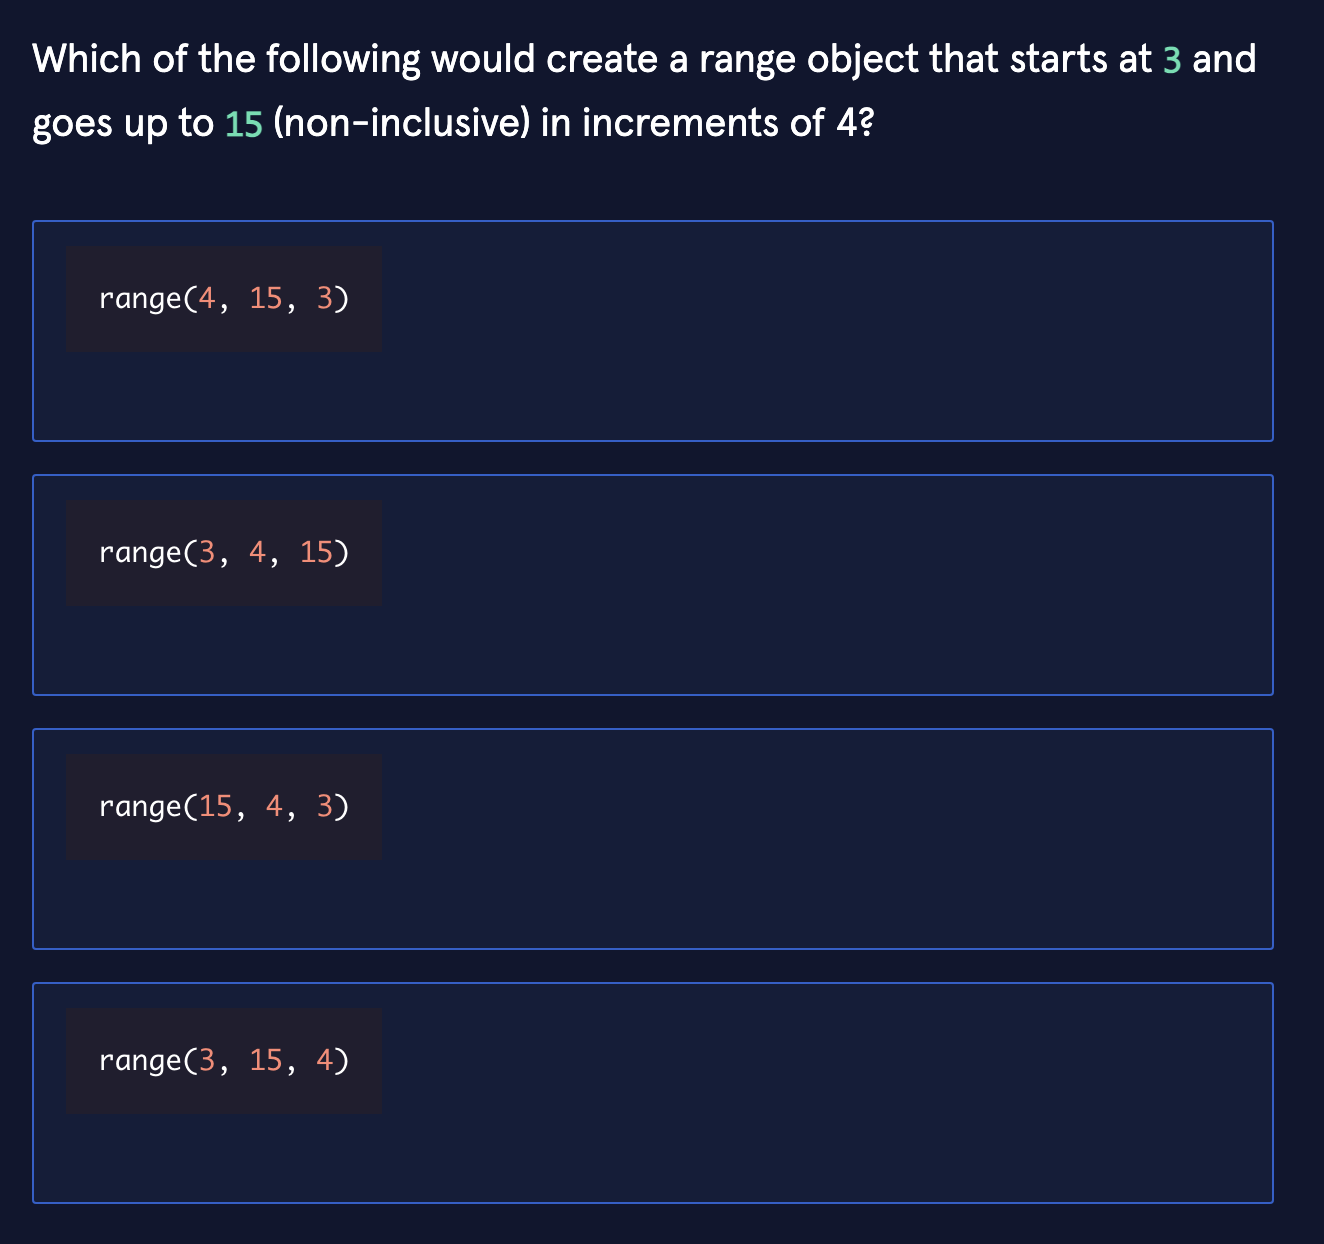 Which of the following would create a range object that starts at 3 and
goes up to 15 (non-inclusive) in increments of 4?
range(4, 15, 3)
range(3, 4, 15)
range(15, 4, 3)
range(3, 15, 4)